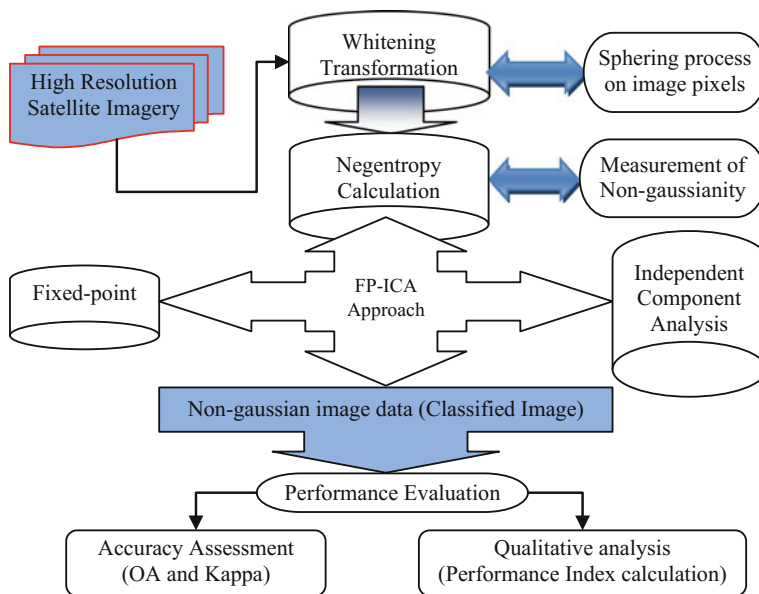 High Resolution
Satellite Imagery
Whitening
Transformation
Sphering process
on image pixels
Negentropy
Calculation
Measurement of
Non-gaussianity
Fixed-point
FP-ICA
Approach
Independent
Component
Analysis
Non-gaussian image data (Classified Image)
Performance Evaluation
Accuracy Assessment
(OA and Kappa)
Qualitative analysis
(Performance Index calculation)